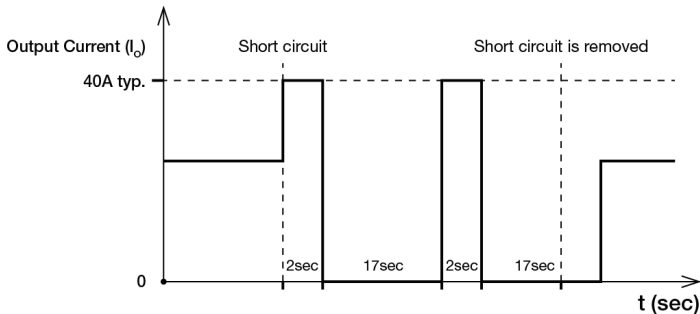 Output Current (Io)
Short circuit
Short circuit is removed
40A typ.
2sec
17sec
2sec
17sec
0
t (sec)